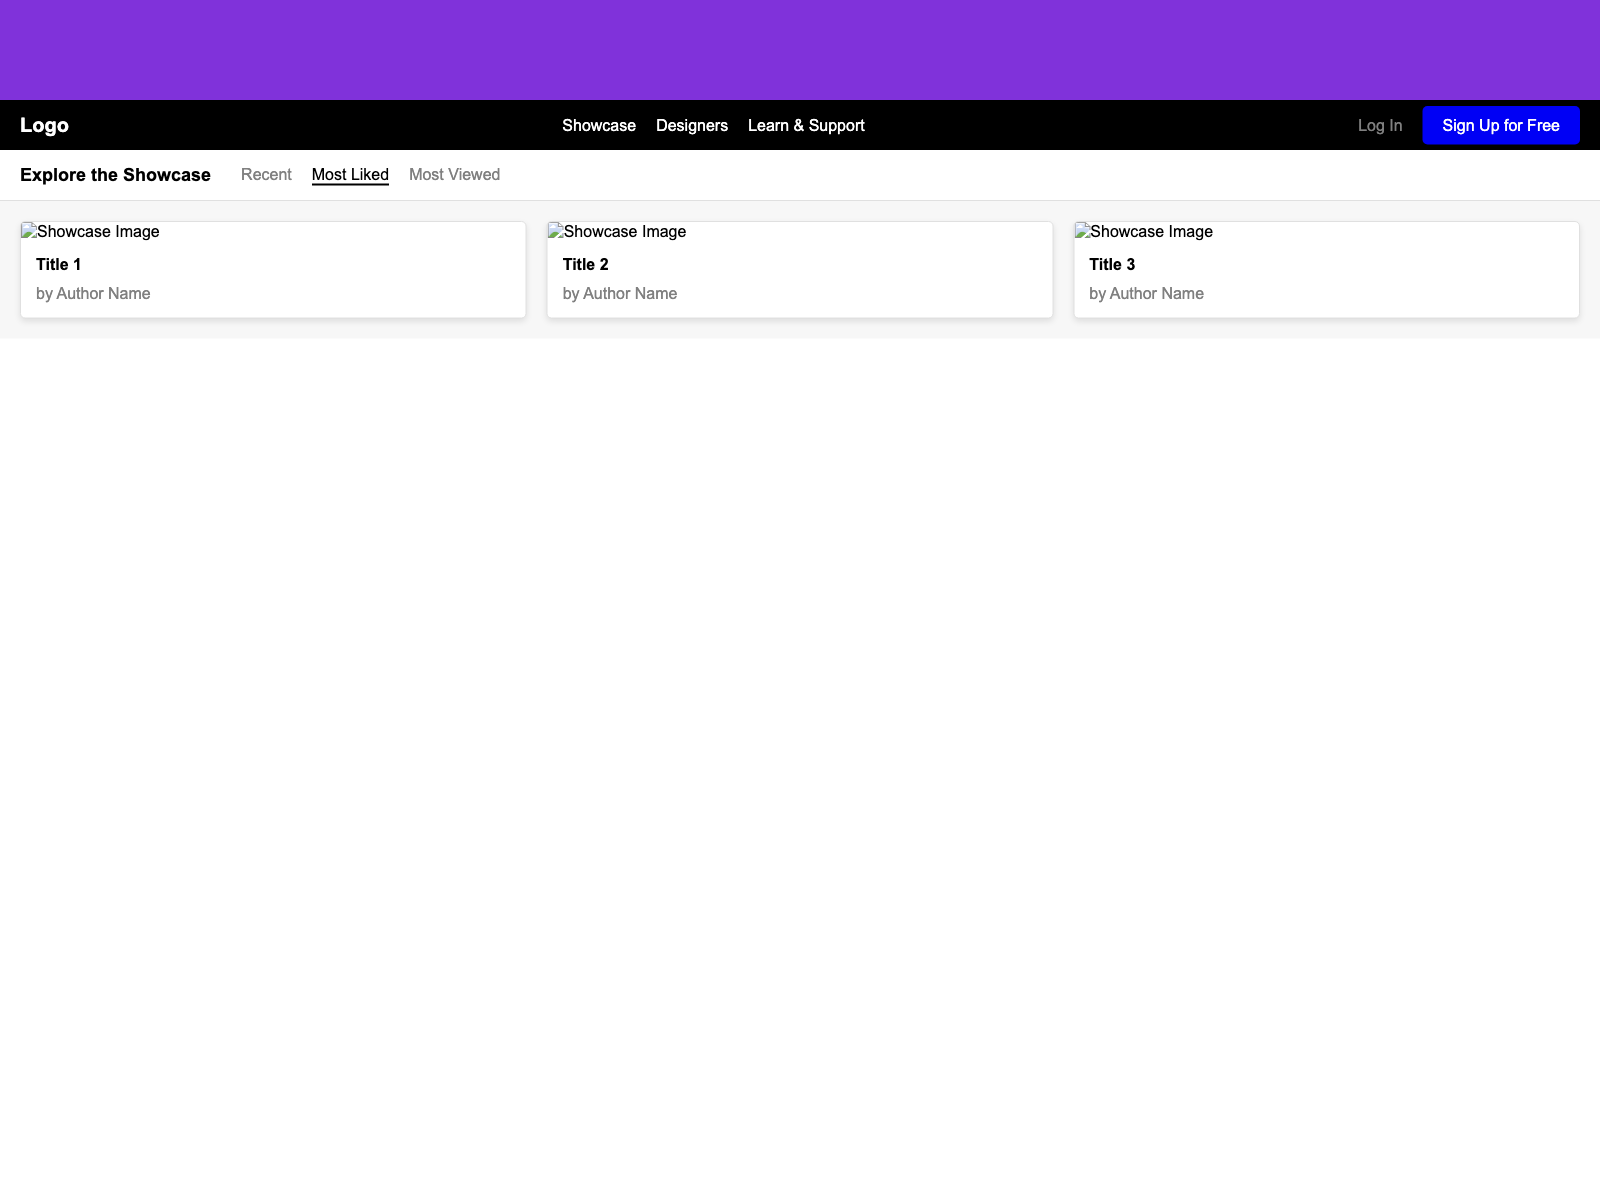 Logo Showcase Designers Learn & Support Log In Sign Up for Free
Explore the Showcase Recent Most Liked Most Viewed
Showcase Image Showcase Image Showcase Image
Title 1 Title 2 Title 3
by Author Name by Author Name by Author Name